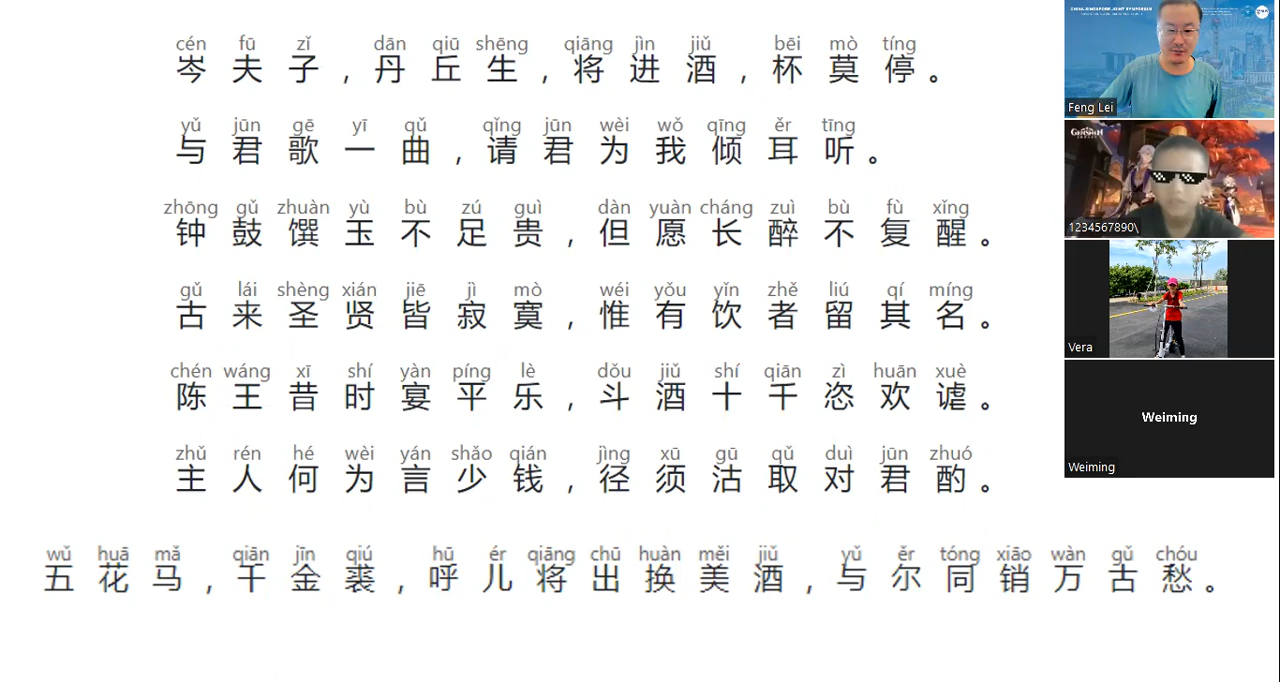 cén fū zǐ dān qiū shēng qiāng jìn jiǔ bēi mò tíng
岑夫子，丹丘生，将进酒，杯莫停。
yǔ jūn gē yī qǔ qǐng jūn wèi wǒ qīng ěr tīng
与君歌一曲，请君为我倾耳听。
zhōng gǔ zhuàn yù bù zú guì dàn yuàn cháng zuì bù fù xǐng
钟鼓馔玉不足贵，但愿长醉不复醒。
gǔ lái shèng xián jiē jì mò wéi yǒu yǐn zhě liú qí míng
古来圣贤皆寂寞，惟有饮者留其名。
chén wáng xī shí yàn píng lè dǒu jiǔ shí qiān zì huān xuè
陈王昔时宴平乐，斗酒十千恣欢谑。
zhǔ rén hé wèi yán shǎo qián jìng xū gū qǔ duì jūn zhuó
主人何为言少钱，径须沽取对君酌。
wǔ huā mǎ qiān jīn qiú hū ér qiāng chū huàn měi jiǔ yǔ ěr tóng xiāo wàn gǔ chóu
五花马，千金裘，呼儿将出换美酒，与尔同销万古愁。
CHINA-SINGAPORE JOINT SYMPOSIUM
Feng Lei
GENSHIN
1234567890\
Vera
Weiming
Weiming